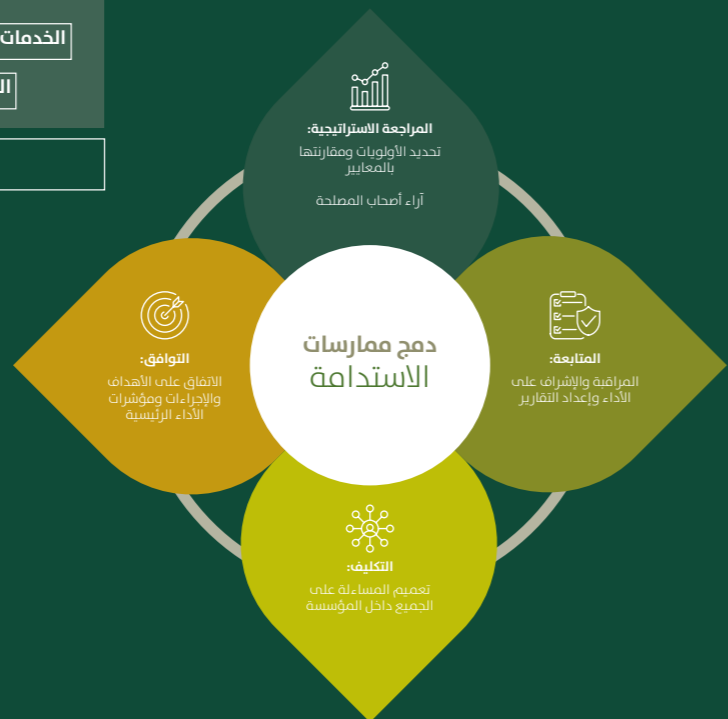 الخدمات
المراجعة الاستراتيجية:
تحديد الأولويات ومقارنتها
بالمعايير
آراء أصحاب المصلحة
المتابعة:
المراقبة والإشراف على
الأداء وإعداد التقارير
دمج ممارسات
الاستدامة
التوافق:
الاتفاق على الأهداف
والإجراءات ومؤشرات
الأداء الرئيسية
التكليف:
تعميم المساءلة على
الجميع داخل المؤسسة